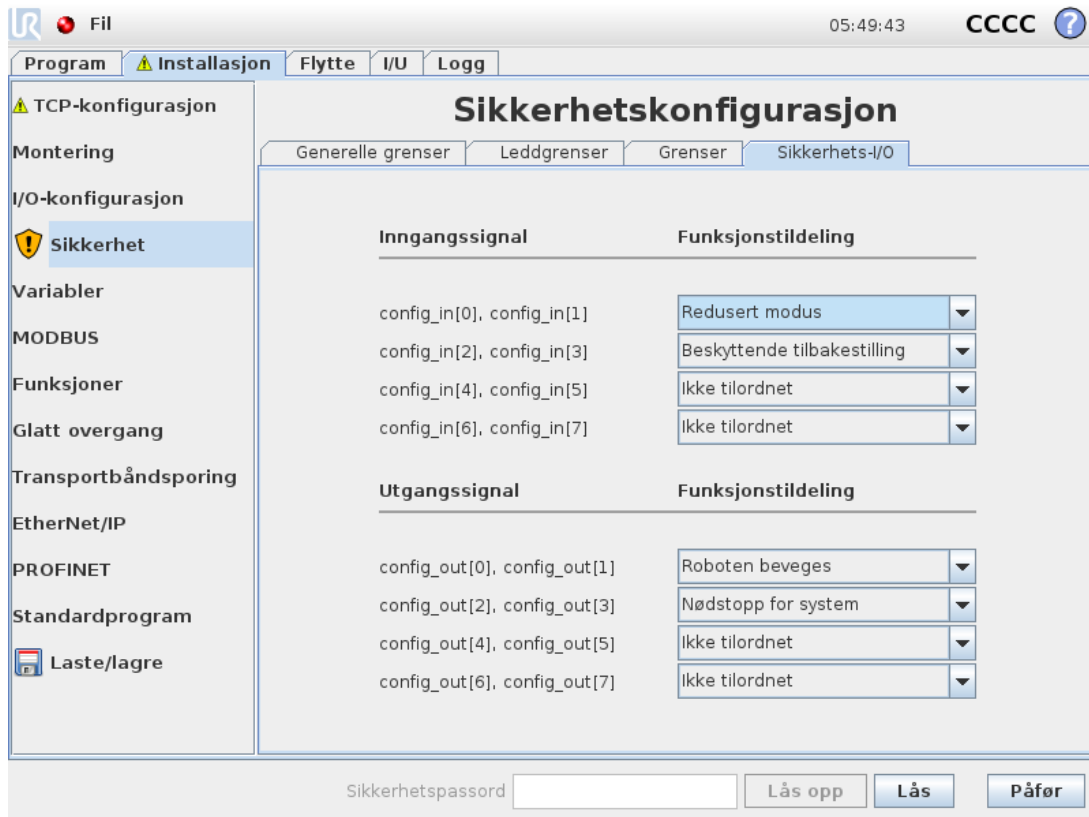 UR Fil 05:49:43 CCCC ?
Program Installasjon Flytte I/U Logg
TCP-konfigurasjon
Montering
I/O-konfigurasjon
Sikkerhet
Variabler
MODBUS
Funksjoner
Glatt overgang
Transportbåndsporing
EtherNet/IP
PROFINET
Standardprogram
Laste/lagre
Sikkerhetskonfigurasjon
Generelle grenser Leddgrenser Grenser Sikkerhets-I/O
Inngangssignal Funksjonstildeling
config_in[0], config_in[1] Redusert modus
config_in[2], config_in[3] Beskyttende tilbakestilling
config_in[4], config_in[5] Ikke tilordnet
config_in[6], config_in[7] Ikke tilordnet
Utgangssignal Funksjonstildeling
config_out[0], config_out[1] Roboten beveges
config_out[2], config_out[3] Nødstopp for system
config_out[4], config_out[5] Ikke tilordnet
config_out[6], config_out[7] Ikke tilordnet
Sikkerhetspassord Lås opp Lås Påfør